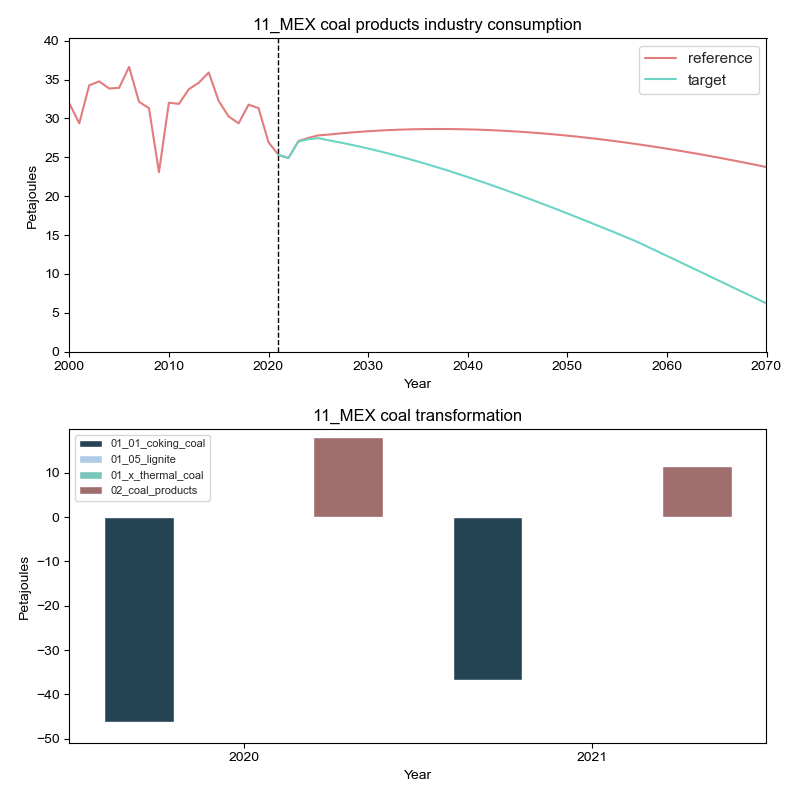 11_MEX coal products industry consumption
40
35
30
25
20
15
10
5
0
Petajoules
reference
target
2000 2010 2020 2030 2040 2050 2060 2070
Year
11_MEX coal transformation
01_01_coking_coal
01_05_lignite
01_x_thermal_coal
02_coal_products
10
0
−10
−20
−30
−40
−50
Petajoules
2020 2021
Year